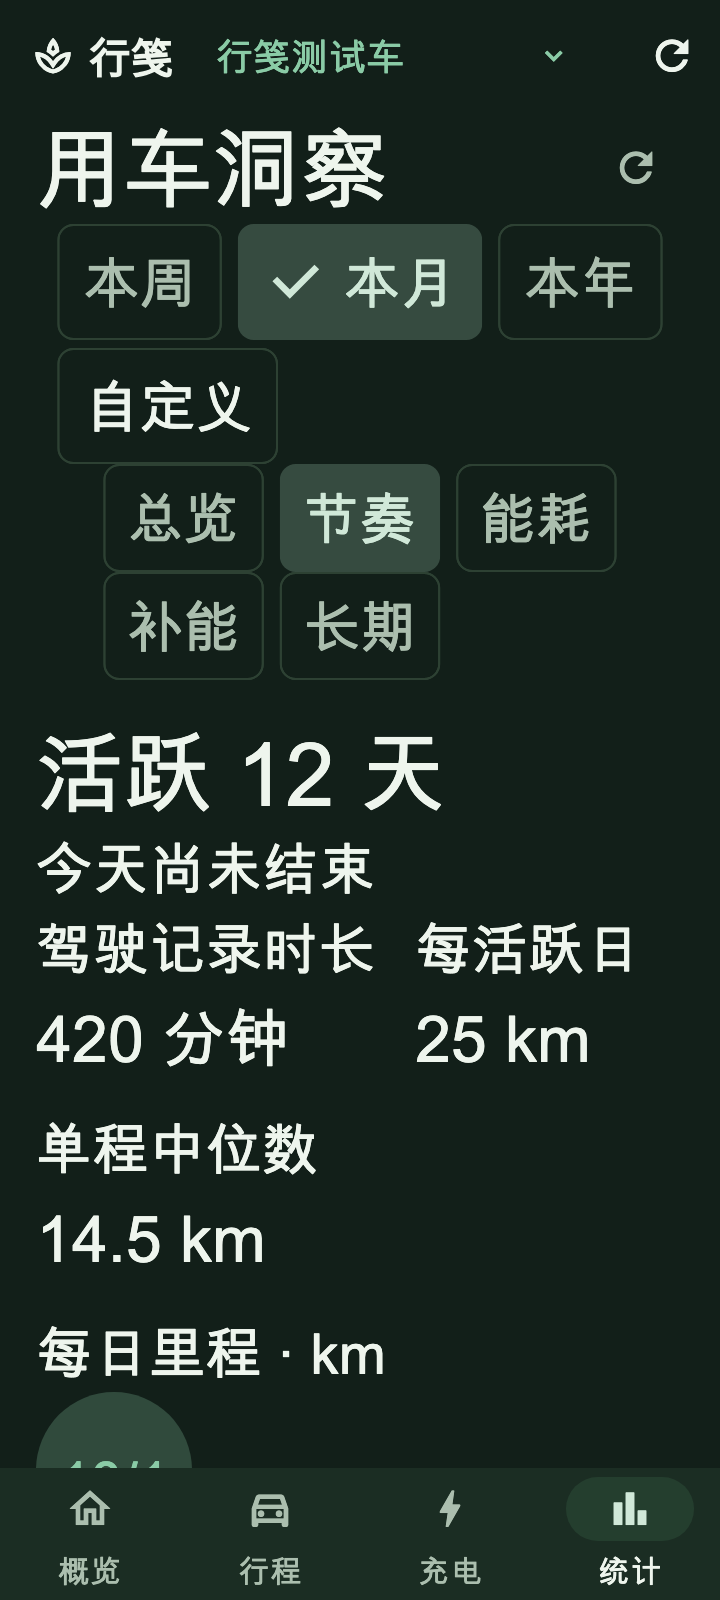 行笺 行笺测试车
用车洞察
本周 本月 本年
自定义
总览 节奏 能耗
补能 长期
活跃 12 天
今天尚未结束
驾驶记录时长 每活跃日
420 分钟 25 km
单程中位数
14.5 km
每日里程 · km
概览 行程 充电 统计